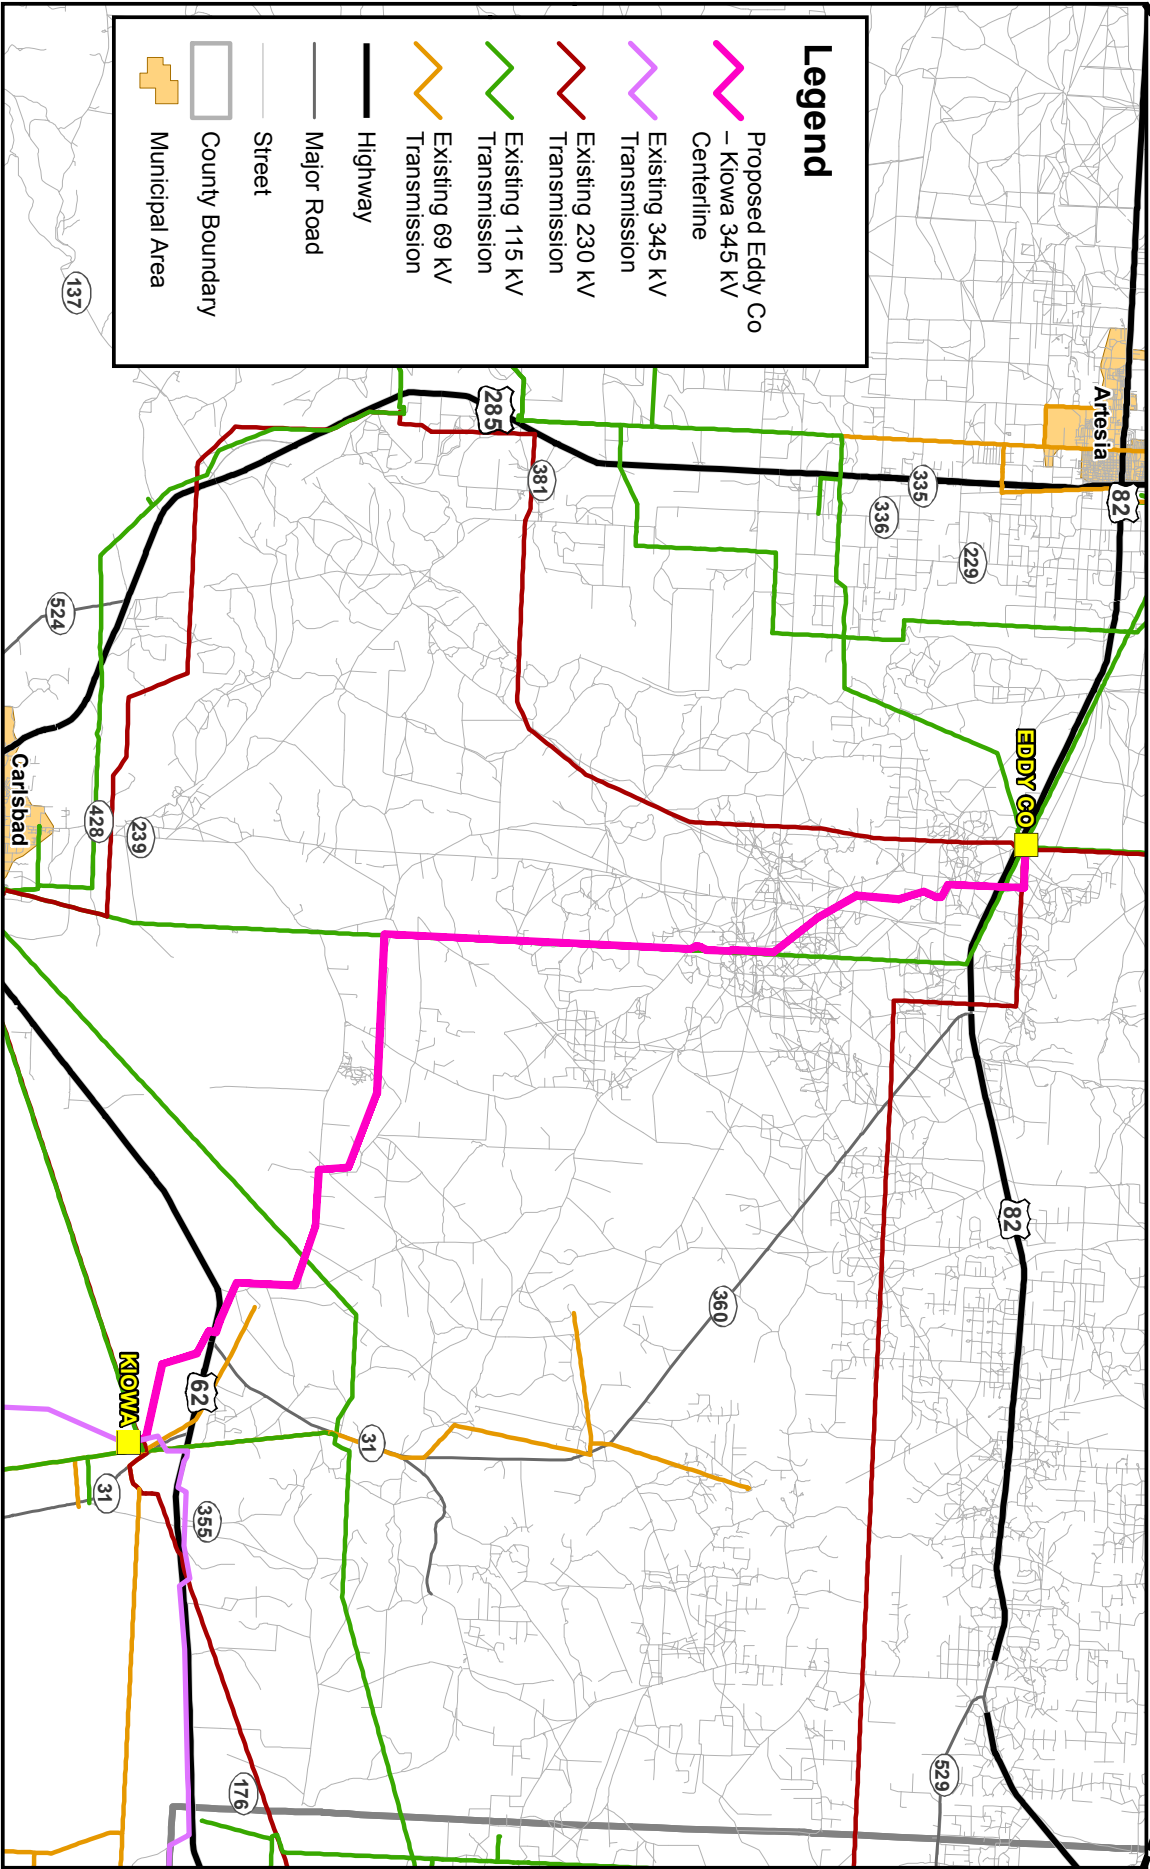 Legend
Proposed Eddy Co
– Kiowa 345 kV
Centerline
Existing 345 kV
Transmission
Existing 230 kV
Transmission
Existing 115 kV
Transmission
Existing 69 kV
Transmission
Highway
Major Road
Street
County Boundary
Municipal Area
Artesia
82
335
336
229
285
381
137
524
Carlsbad
428
239
EDDY CO
82
360
62
KIOWA
31
31
355
176
529